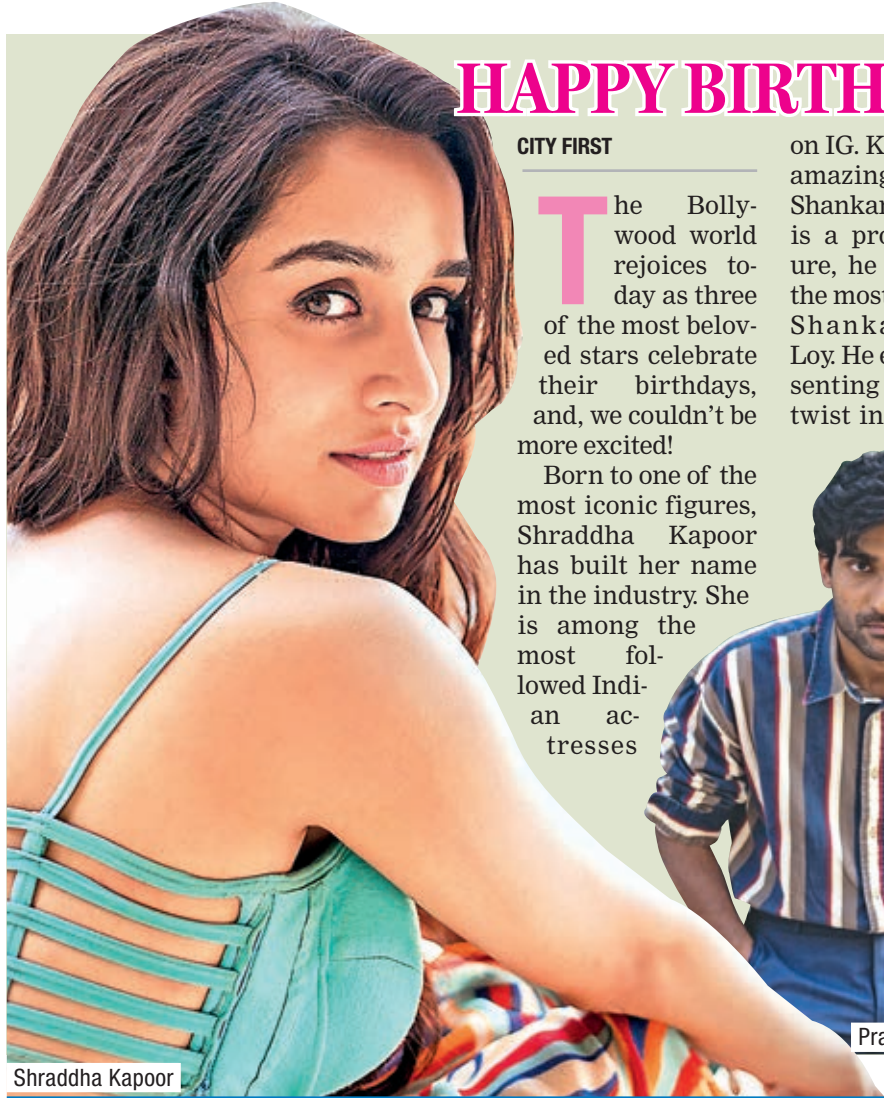 HAPPY BIRTH
CITY FIRST
The Bolly-
wood world
rejoices to-
day as three
of the most belov-
ed stars celebrate
their birthdays,
and, we couldn't be
more excited!
Born to one of the
most iconic figures,
Shraddha Kapoor
has built her name
in the industry. She
is among the
most fol-
lowed Indi-
an ac-
tresses
on IG. K
amazing
Shankar
is a pro
ure, he
the most
Shanka
Loy. He e
senting
twist in
Pra
Shraddha Kapoor